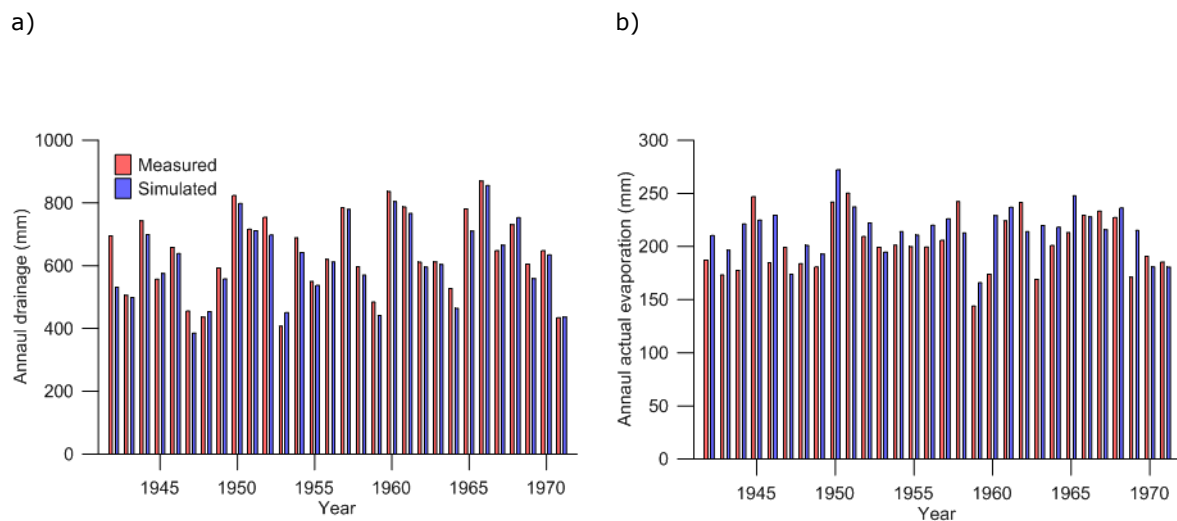 a)
b)
1000
800
600
400
200
0
Annaul drainage (mm)
Measured
Simulated
1945 1950 1955 1960 1965 1970
Year
300
250
200
150
100
50
0
Annaul actual evaporation (mm)
1945 1950 1955 1960 1965 1970
Year